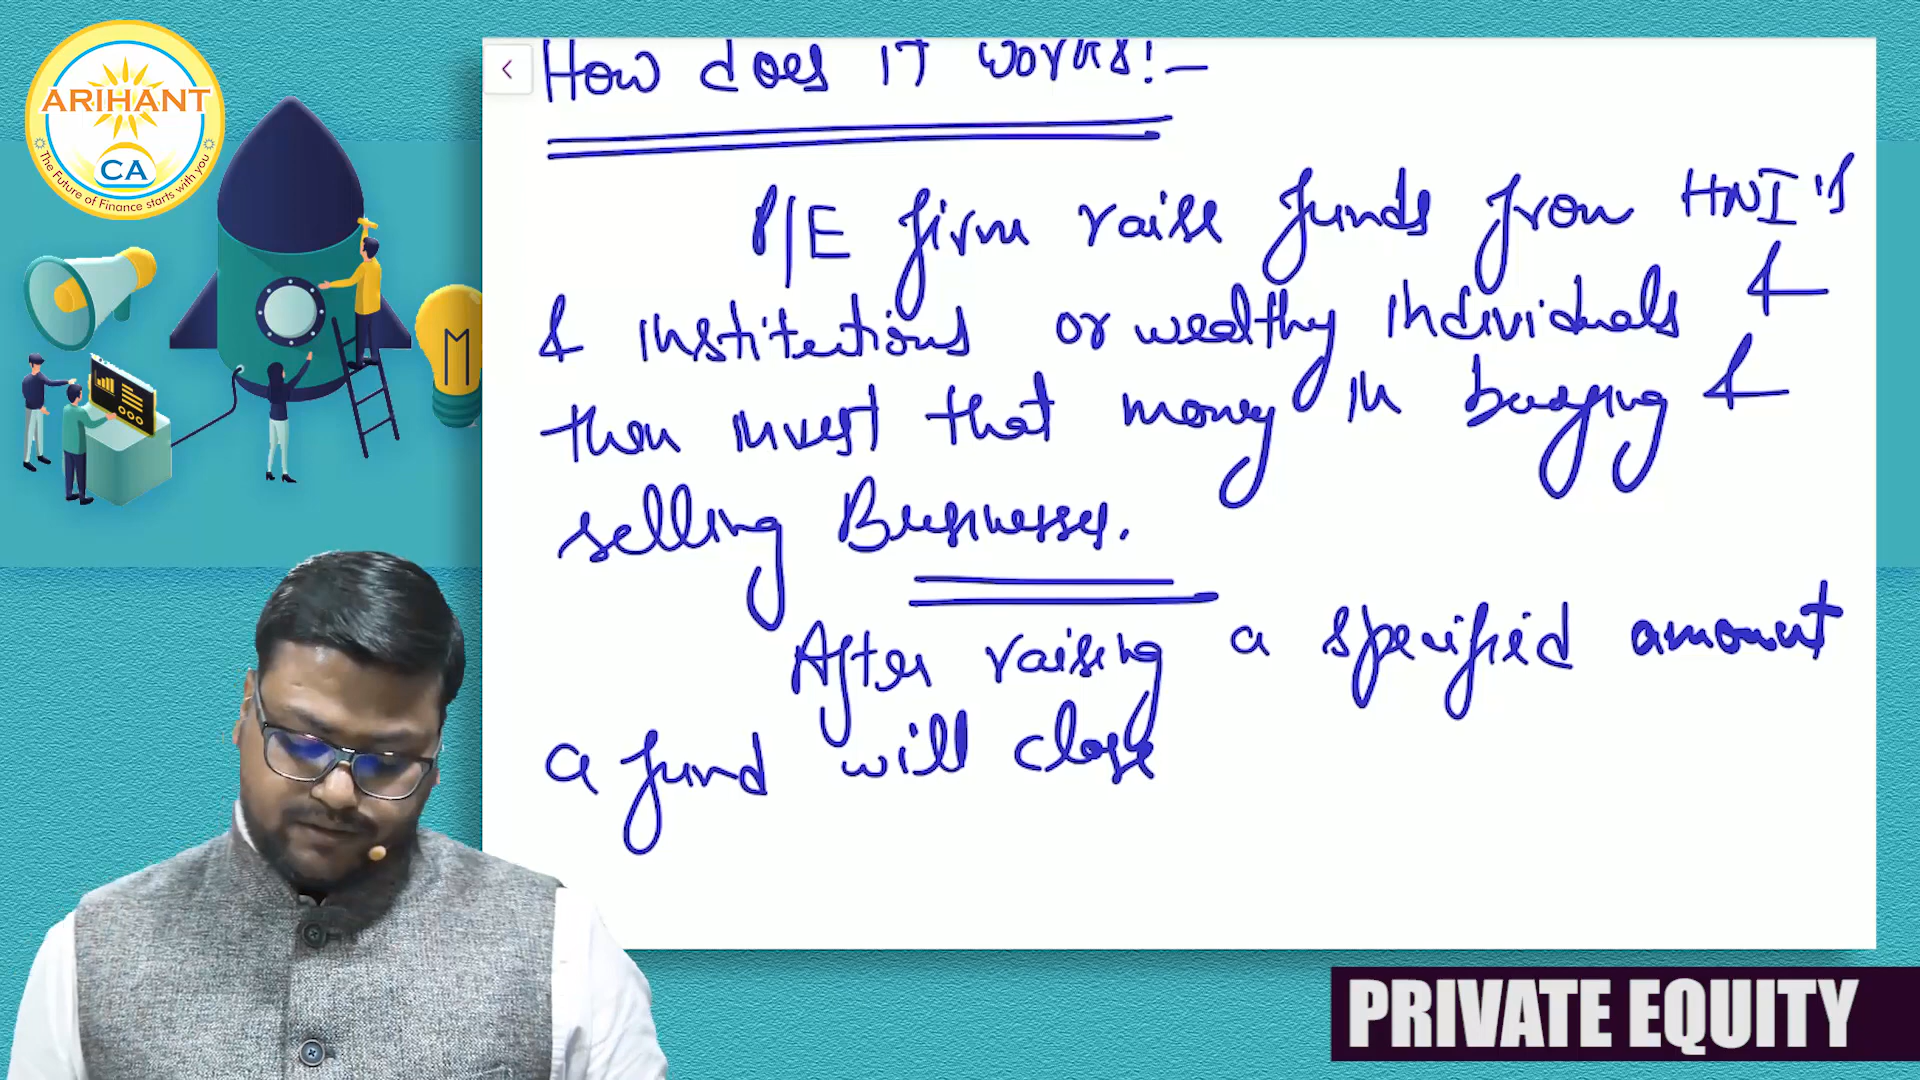 ARIHANT
CA
The Future of Finance starts with you
How does IT works!-
P/E firm raise funds from HNI's
& institutions or wealthy individuals &
then invest that money in buying &
selling Businesses.
After raising a specified amount
a fund will close
PRIVATE EQUITY